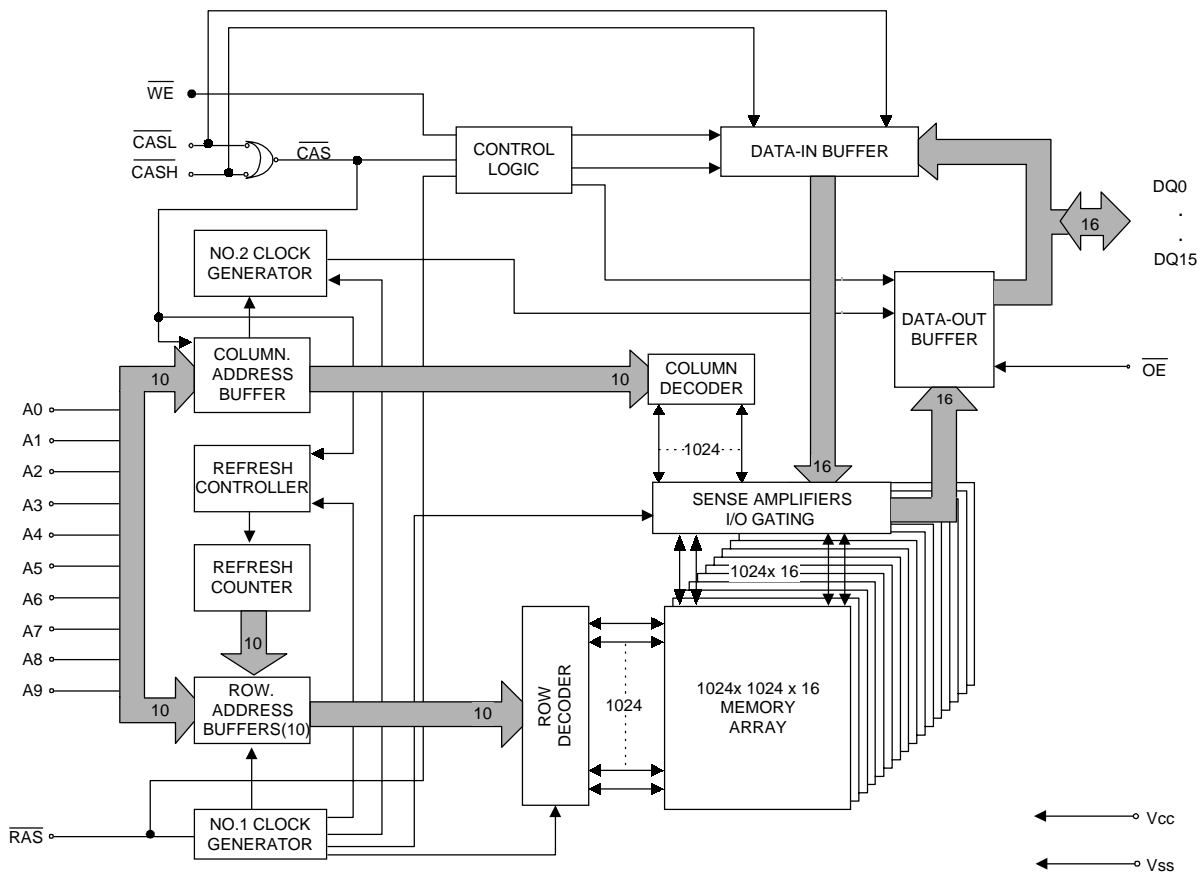 WE
CASL
CASH
CAS
CONTROL
LOGIC
DATA-IN BUFFER
DQ0
.
.
DQ15
16
NO.2 CLOCK
GENERATOR
DATA-OUT
BUFFER
OE
COLUMN.
ADDRESS
BUFFER
10
10
COLUMN
DECODER
16
A0
A1
A2
A3
A4
A5
A6
A7
A8
A9
REFRESH
CONTROLLER
1024
16
SENSE AMPLIFIERS
I/O GATING
REFRESH
COUNTER
1024x 16
10
ROW.
ADDRESS
BUFFERS(10)
10
10
ROW
DECODER
1024
1024x 1024 x 16
MEMORY
ARRAY
RAS
NO.1 CLOCK
GENERATOR
Vcc
Vss